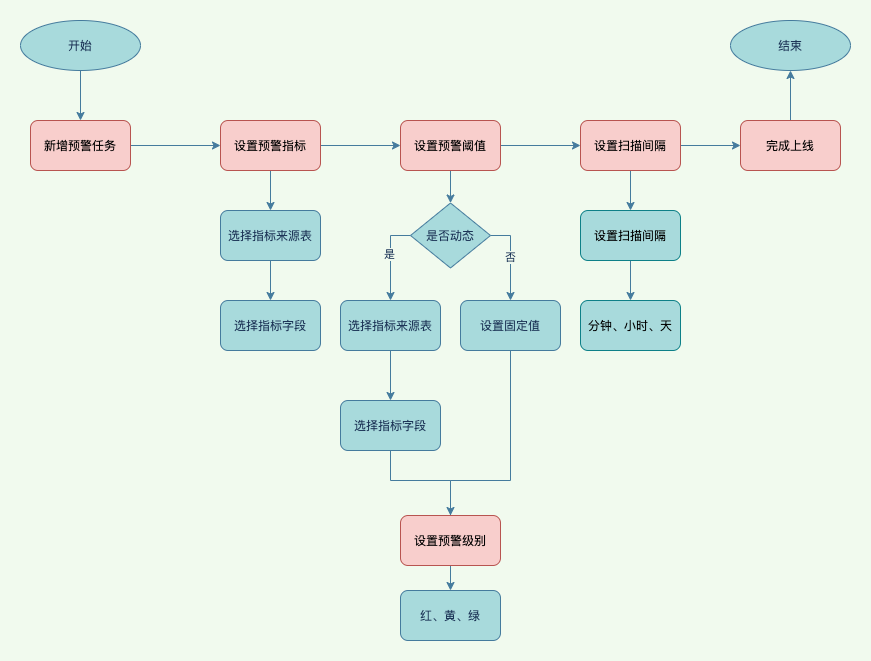 开始
结束
新增预警任务
设置预警指标
设置预警阈值
设置扫描间隔
完成上线
选择指标来源表
是否动态
设置扫描间隔
是
否
选择指标字段
选择指标来源表
设置固定值
分钟、小时、天
选择指标字段
设置预警级别
红、黄、绿